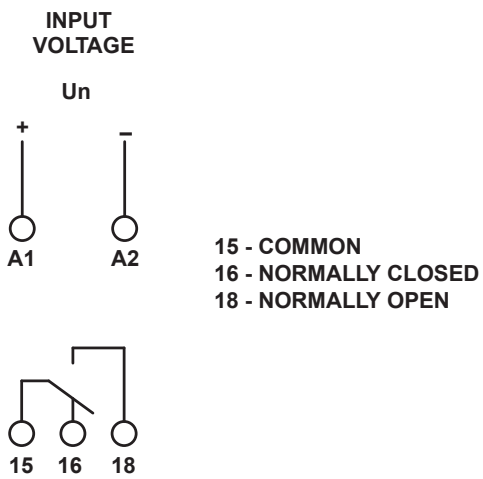 INPUT
VOLTAGE
Un
+ –
A1 A2
15 - COMMON
16 - NORMALLY CLOSED
18 - NORMALLY OPEN
15 16 18